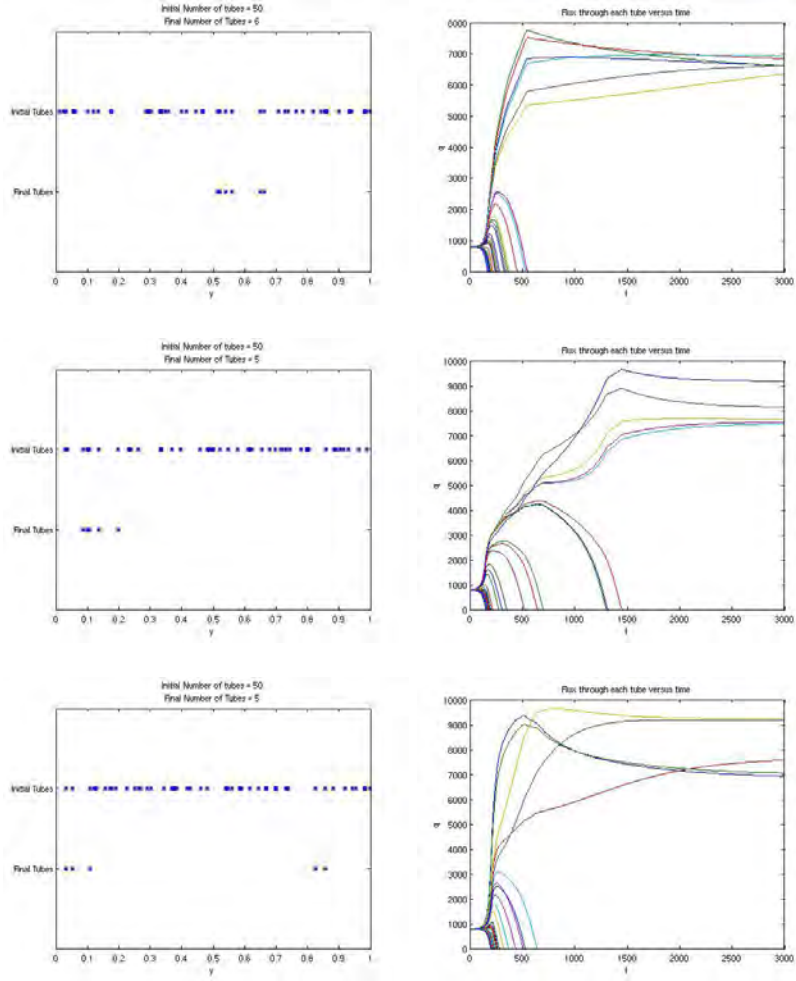 Initial Number of tubes = 50
Final Number of Tubes = 6
Initial Tubes
Final Tubes
0 0.1 0.2 0.3 0.4 0.5 0.6 0.7 0.8 0.9 1
y
Flux through each tube versus time
8000
7000
6000
5000
4000
3000
2000
1000
0
q
0 500 1000 1500 2000 2500 3000
t
Initial Number of tubes = 50
Final Number of Tubes = 5
Initial Tubes
Final Tubes
0 0.1 0.2 0.3 0.4 0.5 0.6 0.7 0.8 0.9 1
y
Flux through each tube versus time
10000
9000
8000
7000
6000
5000
4000
3000
2000
1000
0
q
0 500 1000 1500 2000 2500 3000
t
Initial Number of tubes = 50
Final Number of Tubes = 5
Initial Tubes
Final Tubes
0 0.1 0.2 0.3 0.4 0.5 0.6 0.7 0.8 0.9 1
y
Flux through each tube versus time
10000
9000
8000
7000
6000
5000
4000
3000
2000
1000
0
q
0 500 1000 1500 2000 2500 3000
t